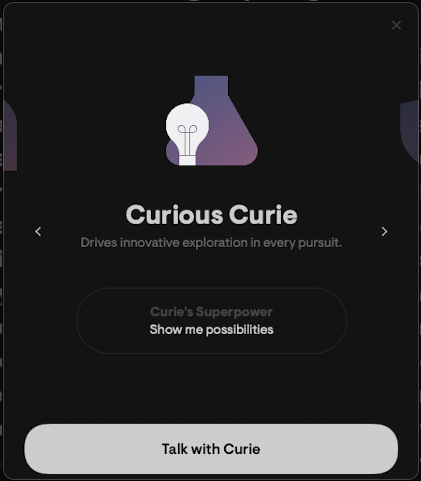 Curious Curie
Drives innovative exploration in every pursuit.
Curie's Superpower
Show me possibilities
Talk with Curie